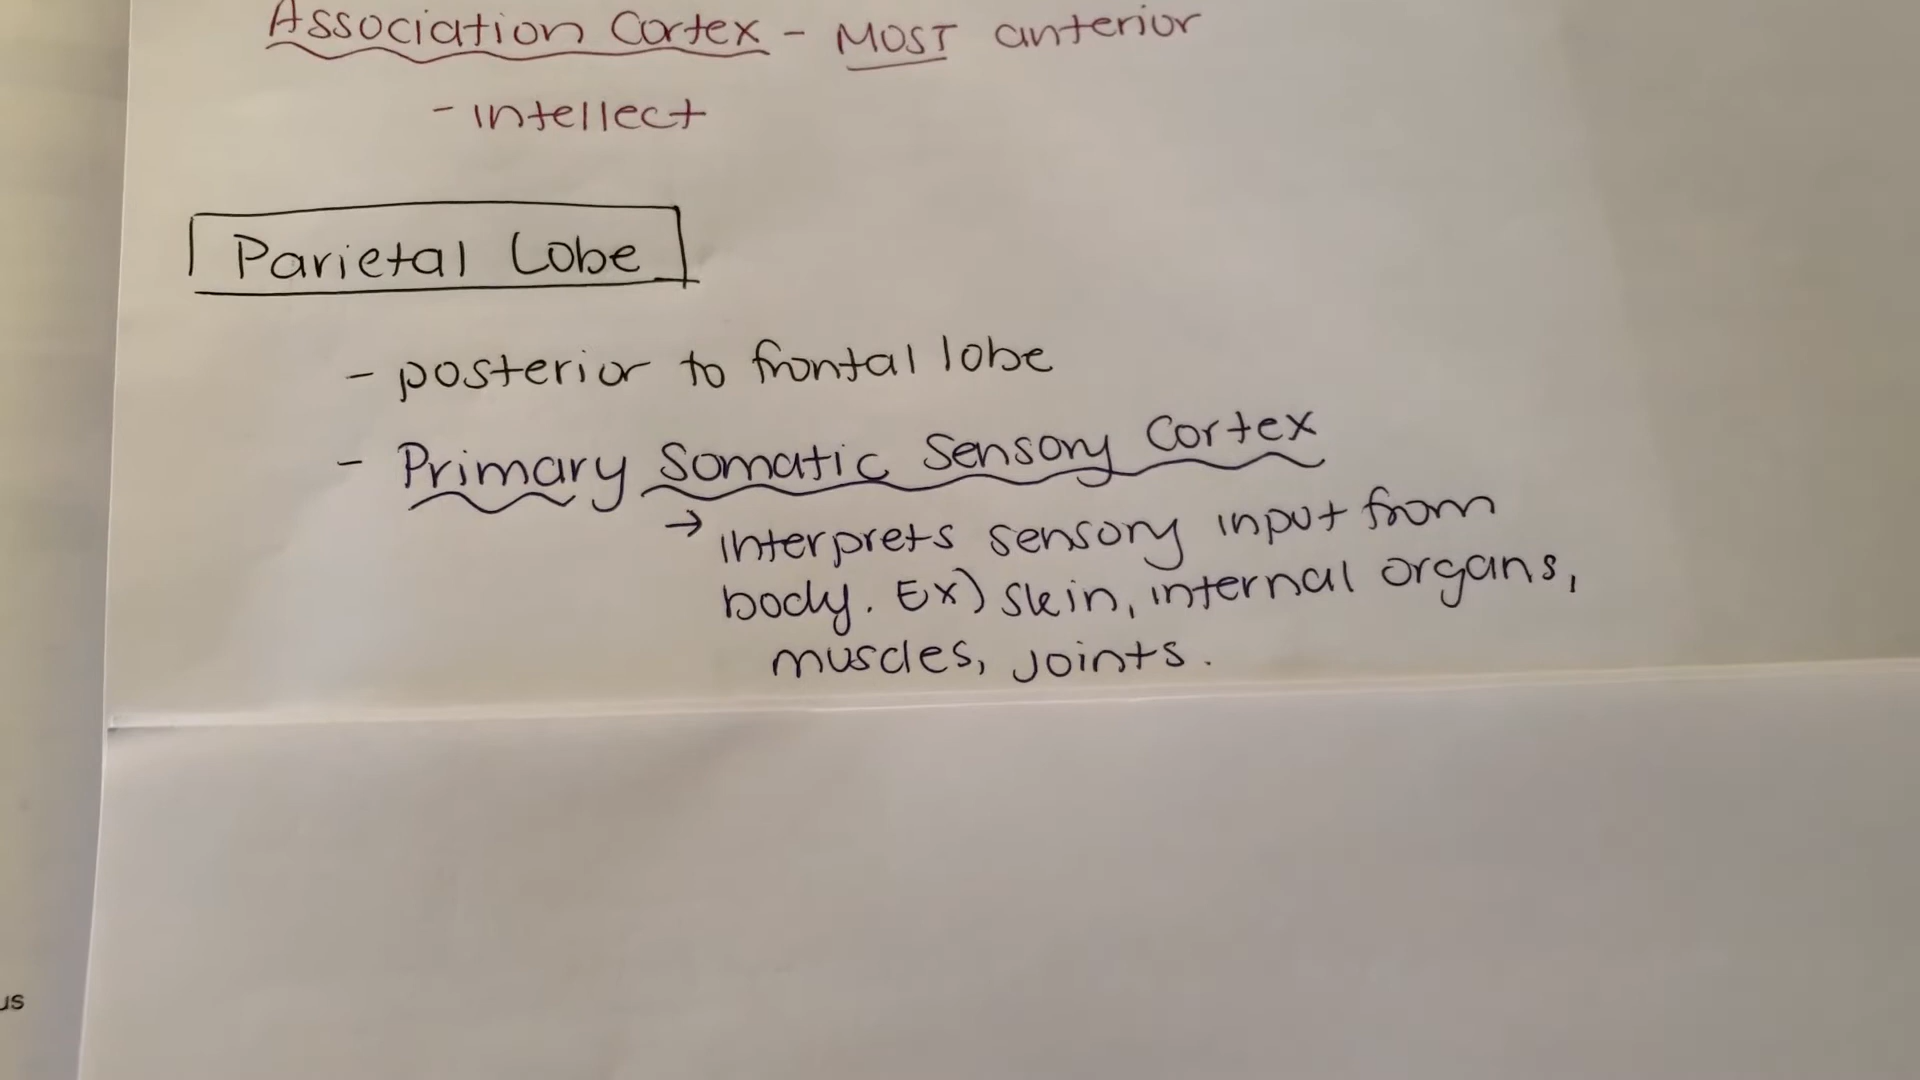 Association Cortex - MOST anterior
- intellect
Parietal Lobe
- posterior to frontal lobe
- Primary Somatic Sensory Cortex
→ interprets sensory input from
body. Ex) skin, internal organs,
muscles, joints.
us